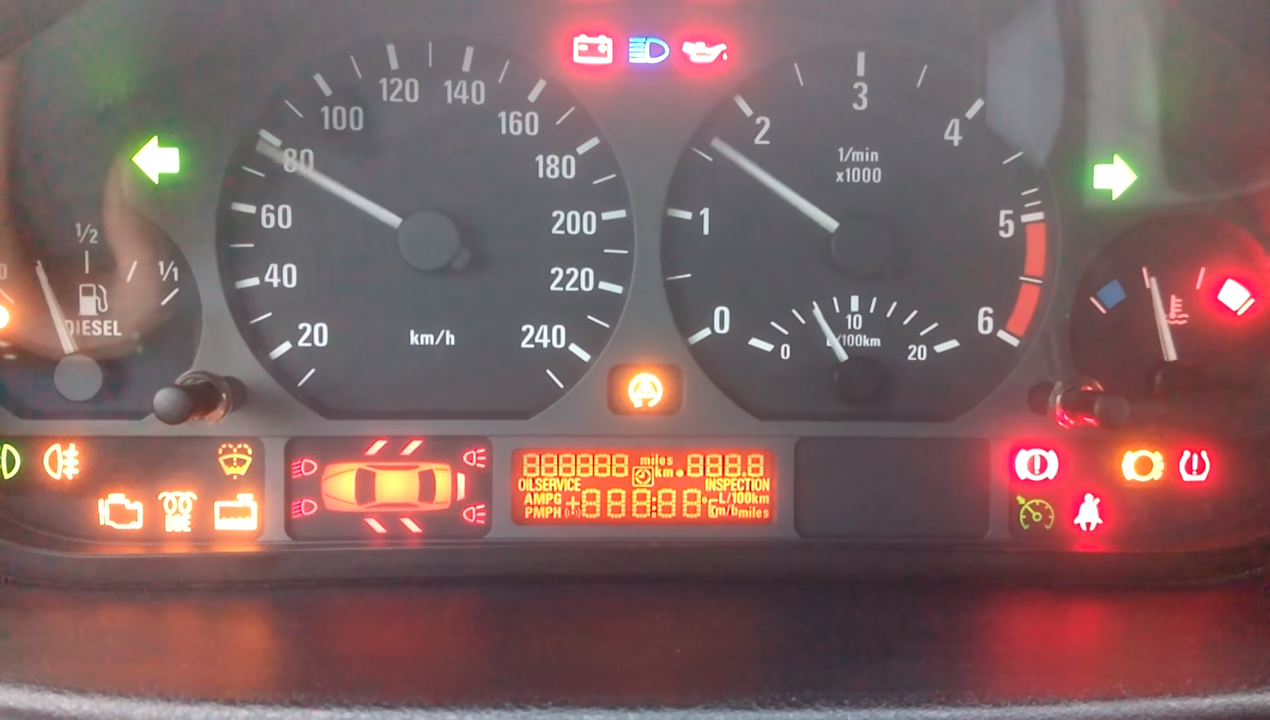 20
40
60
80
100
120
140
160
180
200
220
240
km/h
0
1
2
3
4
5
6
1/min
x1000
0
10
20
L/100km
1/2
1/1
DIESEL
888888 miles km 888.8
OILSERVICE INSPECTION
AMPG +888:88 L/100km
PMPH km/h miles